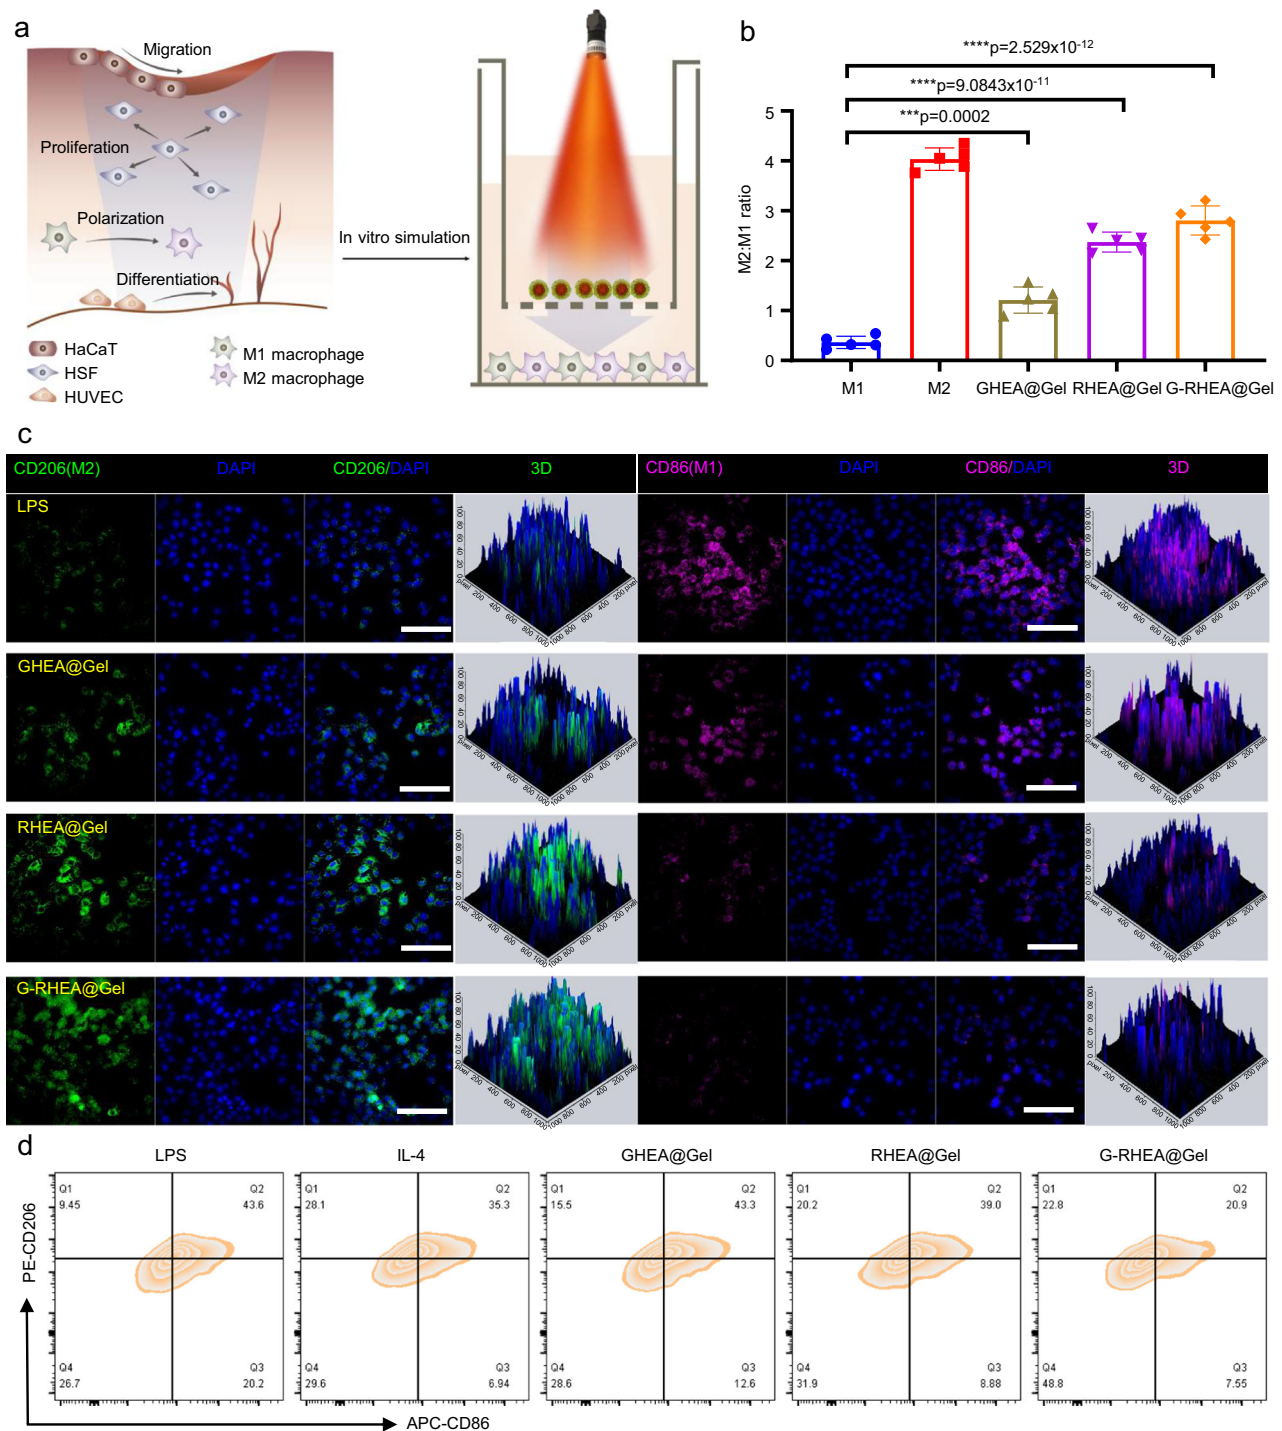 a
Migration
Proliferation
Polarization
Differentiation
HaCaT
HSF
HUVEC
M1 macrophage
M2 macrophage
In vitro simulation
b
****p=2.529x10-12
****p=9.0843x10-11
***p=0.0002
M2:M1 ratio
5
4
3
2
1
0
M1 M2 GHEA@Gel RHEA@Gel G-RHEA@Gel
c
CD206(M2) DAPI CD206/DAPI 3D CD86(M1) DAPI CD86/DAPI 3D
LPS
GHEA@Gel
RHEA@Gel
G-RHEA@Gel
d
LPS IL-4 GHEA@Gel RHEA@Gel G-RHEA@Gel
PE-CD206
Q1 Q2 Q1 Q2 Q1 Q2 Q1 Q2 Q1 Q2
9.45 43.6 28.1 35.3 15.5 43.3 20.2 39.0 22.8 20.9
Q4 Q3 Q4 Q3 Q4 Q3 Q4 Q3 Q4 Q3
26.7 20.2 29.6 6.94 28.6 12.6 31.9 8.88 48.8 7.55
APC-CD86